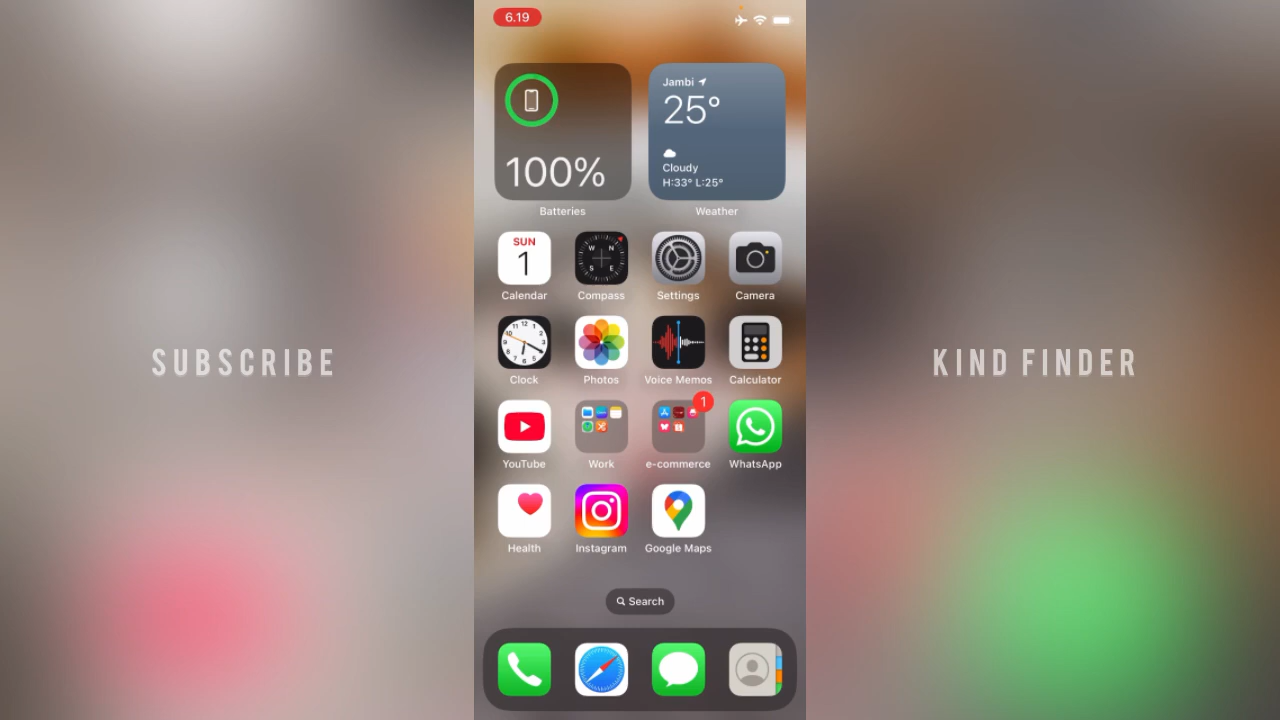 6.19
100%
Batteries
Jambi
25°
Cloudy
H:33° L:25°
Weather
SUN
1
Calendar
W N
S E
Compass
Settings
Camera
Clock
Photos
Voice Memos
Calculator
YouTube
Work
1
e-commerce
WhatsApp
Health
Instagram
Google Maps
Search
SUBSCRIBE
KIND FINDER